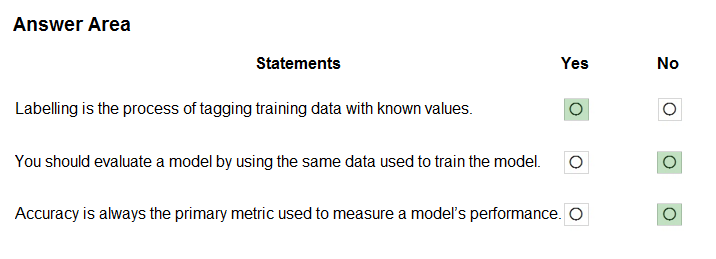 Answer Area
Statements Yes No
Labelling is the process of tagging training data with known values.
You should evaluate a model by using the same data used to train the model.
Accuracy is always the primary metric used to measure a model's performance.